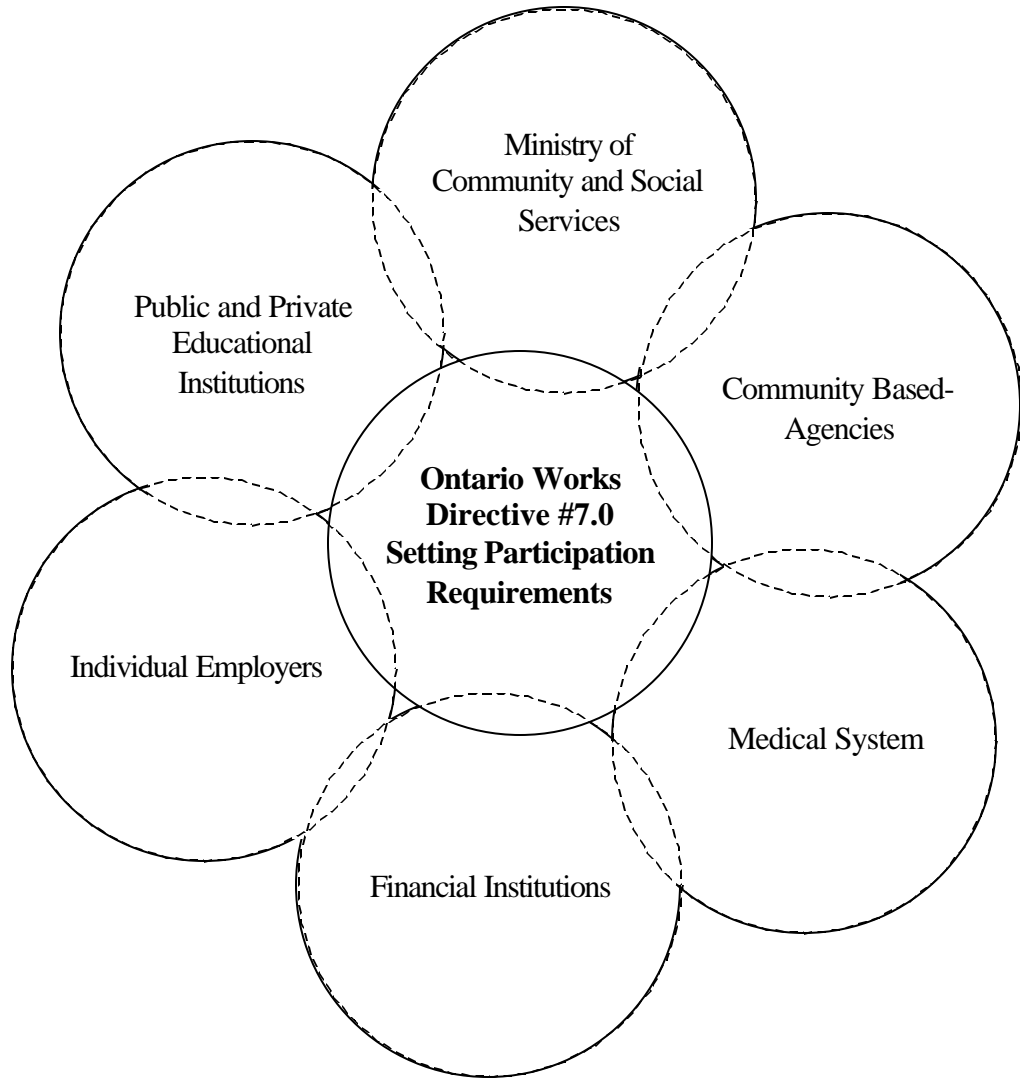 Ministry of
Community and Social
Services
Public and Private
Educational
Institutions
Community Based-
Agencies
Ontario Works
Directive #7.0
Setting Participation
Requirements
Individual Employers
Medical System
Financial Institutions